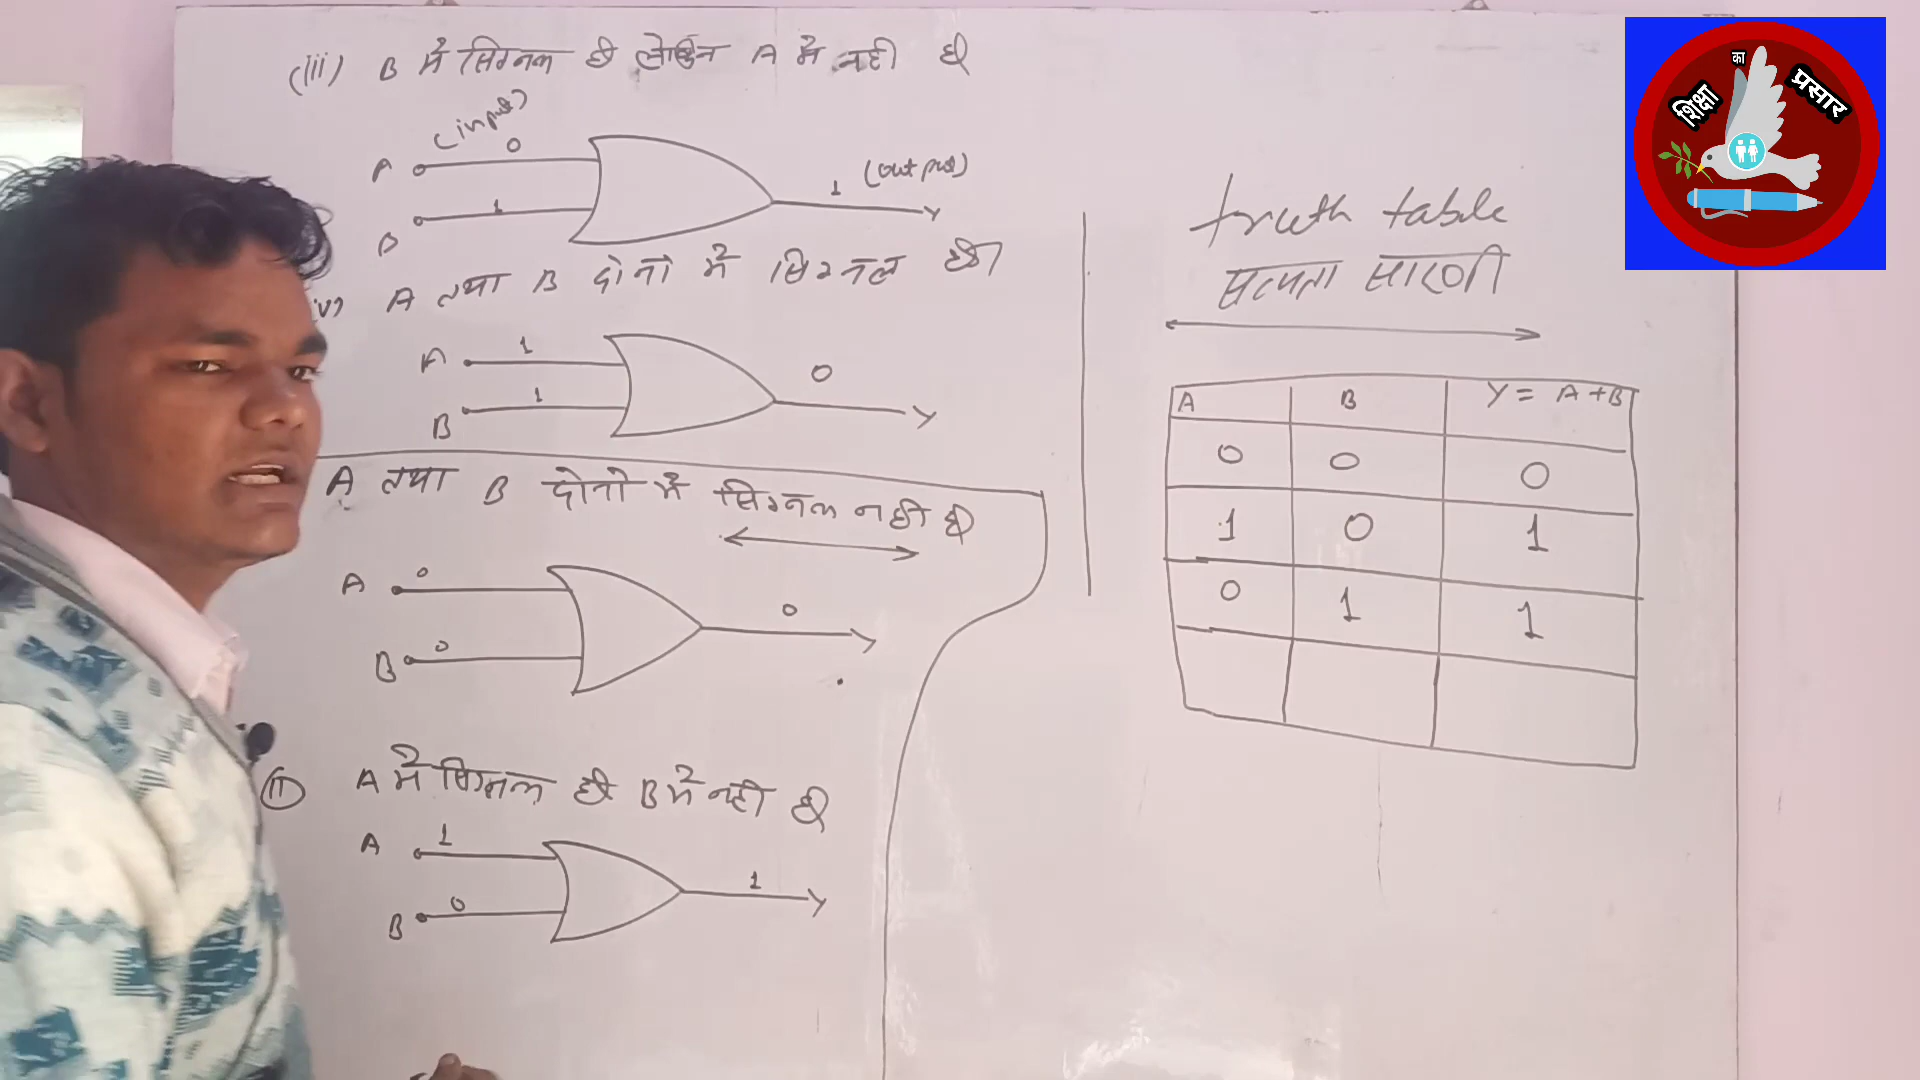 (iii) B में सिग्नल है लेकिन A में नही है
(input)
A 0
B 1
1 (output)
Y
iv) A तथा B दोनो में सिग्नल है।
A 1
B 1
0
Y
A तथा B दोनो में सिग्नल नही है
A 0
B 0
0
Y
(ii) A में सिग्नल है B में नही है
A 1
B 0
1
Y
truth table
सत्यता सारणी
A B Y = A+B
0 0 0
1 0 1
0 1 1
शिक्षा का प्रसार